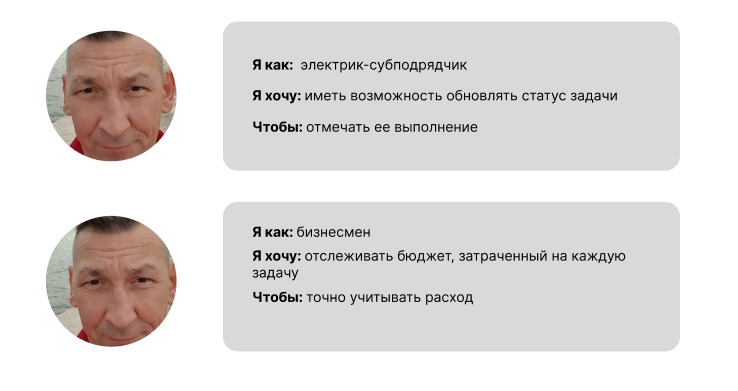 Я как: электрик-субподрядчик
Я хочу: иметь возможность обновлять статус задачи
Чтобы: отмечать ее выполнение
Я как: бизнесмен
Я хочу: отслеживать бюджет, затраченный на каждую
задачу
Чтобы: точно учитывать расход